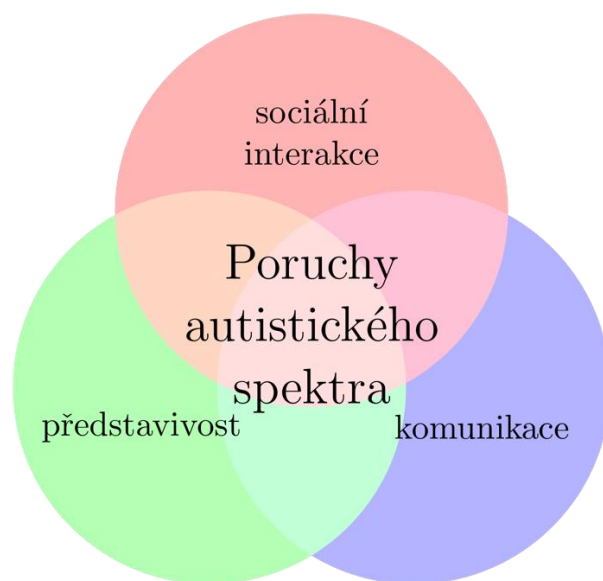 sociální
interakce
Poruchy
autistického
spektra
představivost
komunikace